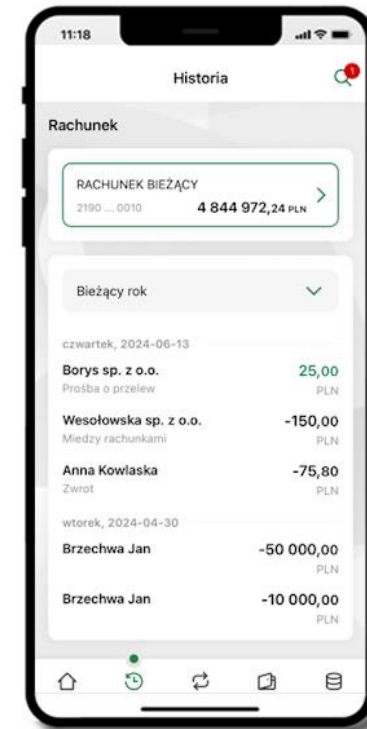 11:18
Historia
1
Rachunek
RACHUNEK BIEŻĄCY
2190 ... 0010 4 844 972,24 PLN
Bieżący rok
czwartek, 2024-06-13
Borys sp. z o.o. 25,00
Prośba o przelew PLN
Wesołowska sp. z o.o. -150,00
Miedzy rachunkami PLN
Anna Kowlaska -75,80
Zwrot PLN
wtorek, 2024-04-30
Brzechwa Jan -50 000,00
PLN
Brzechwa Jan -10 000,00
PLN